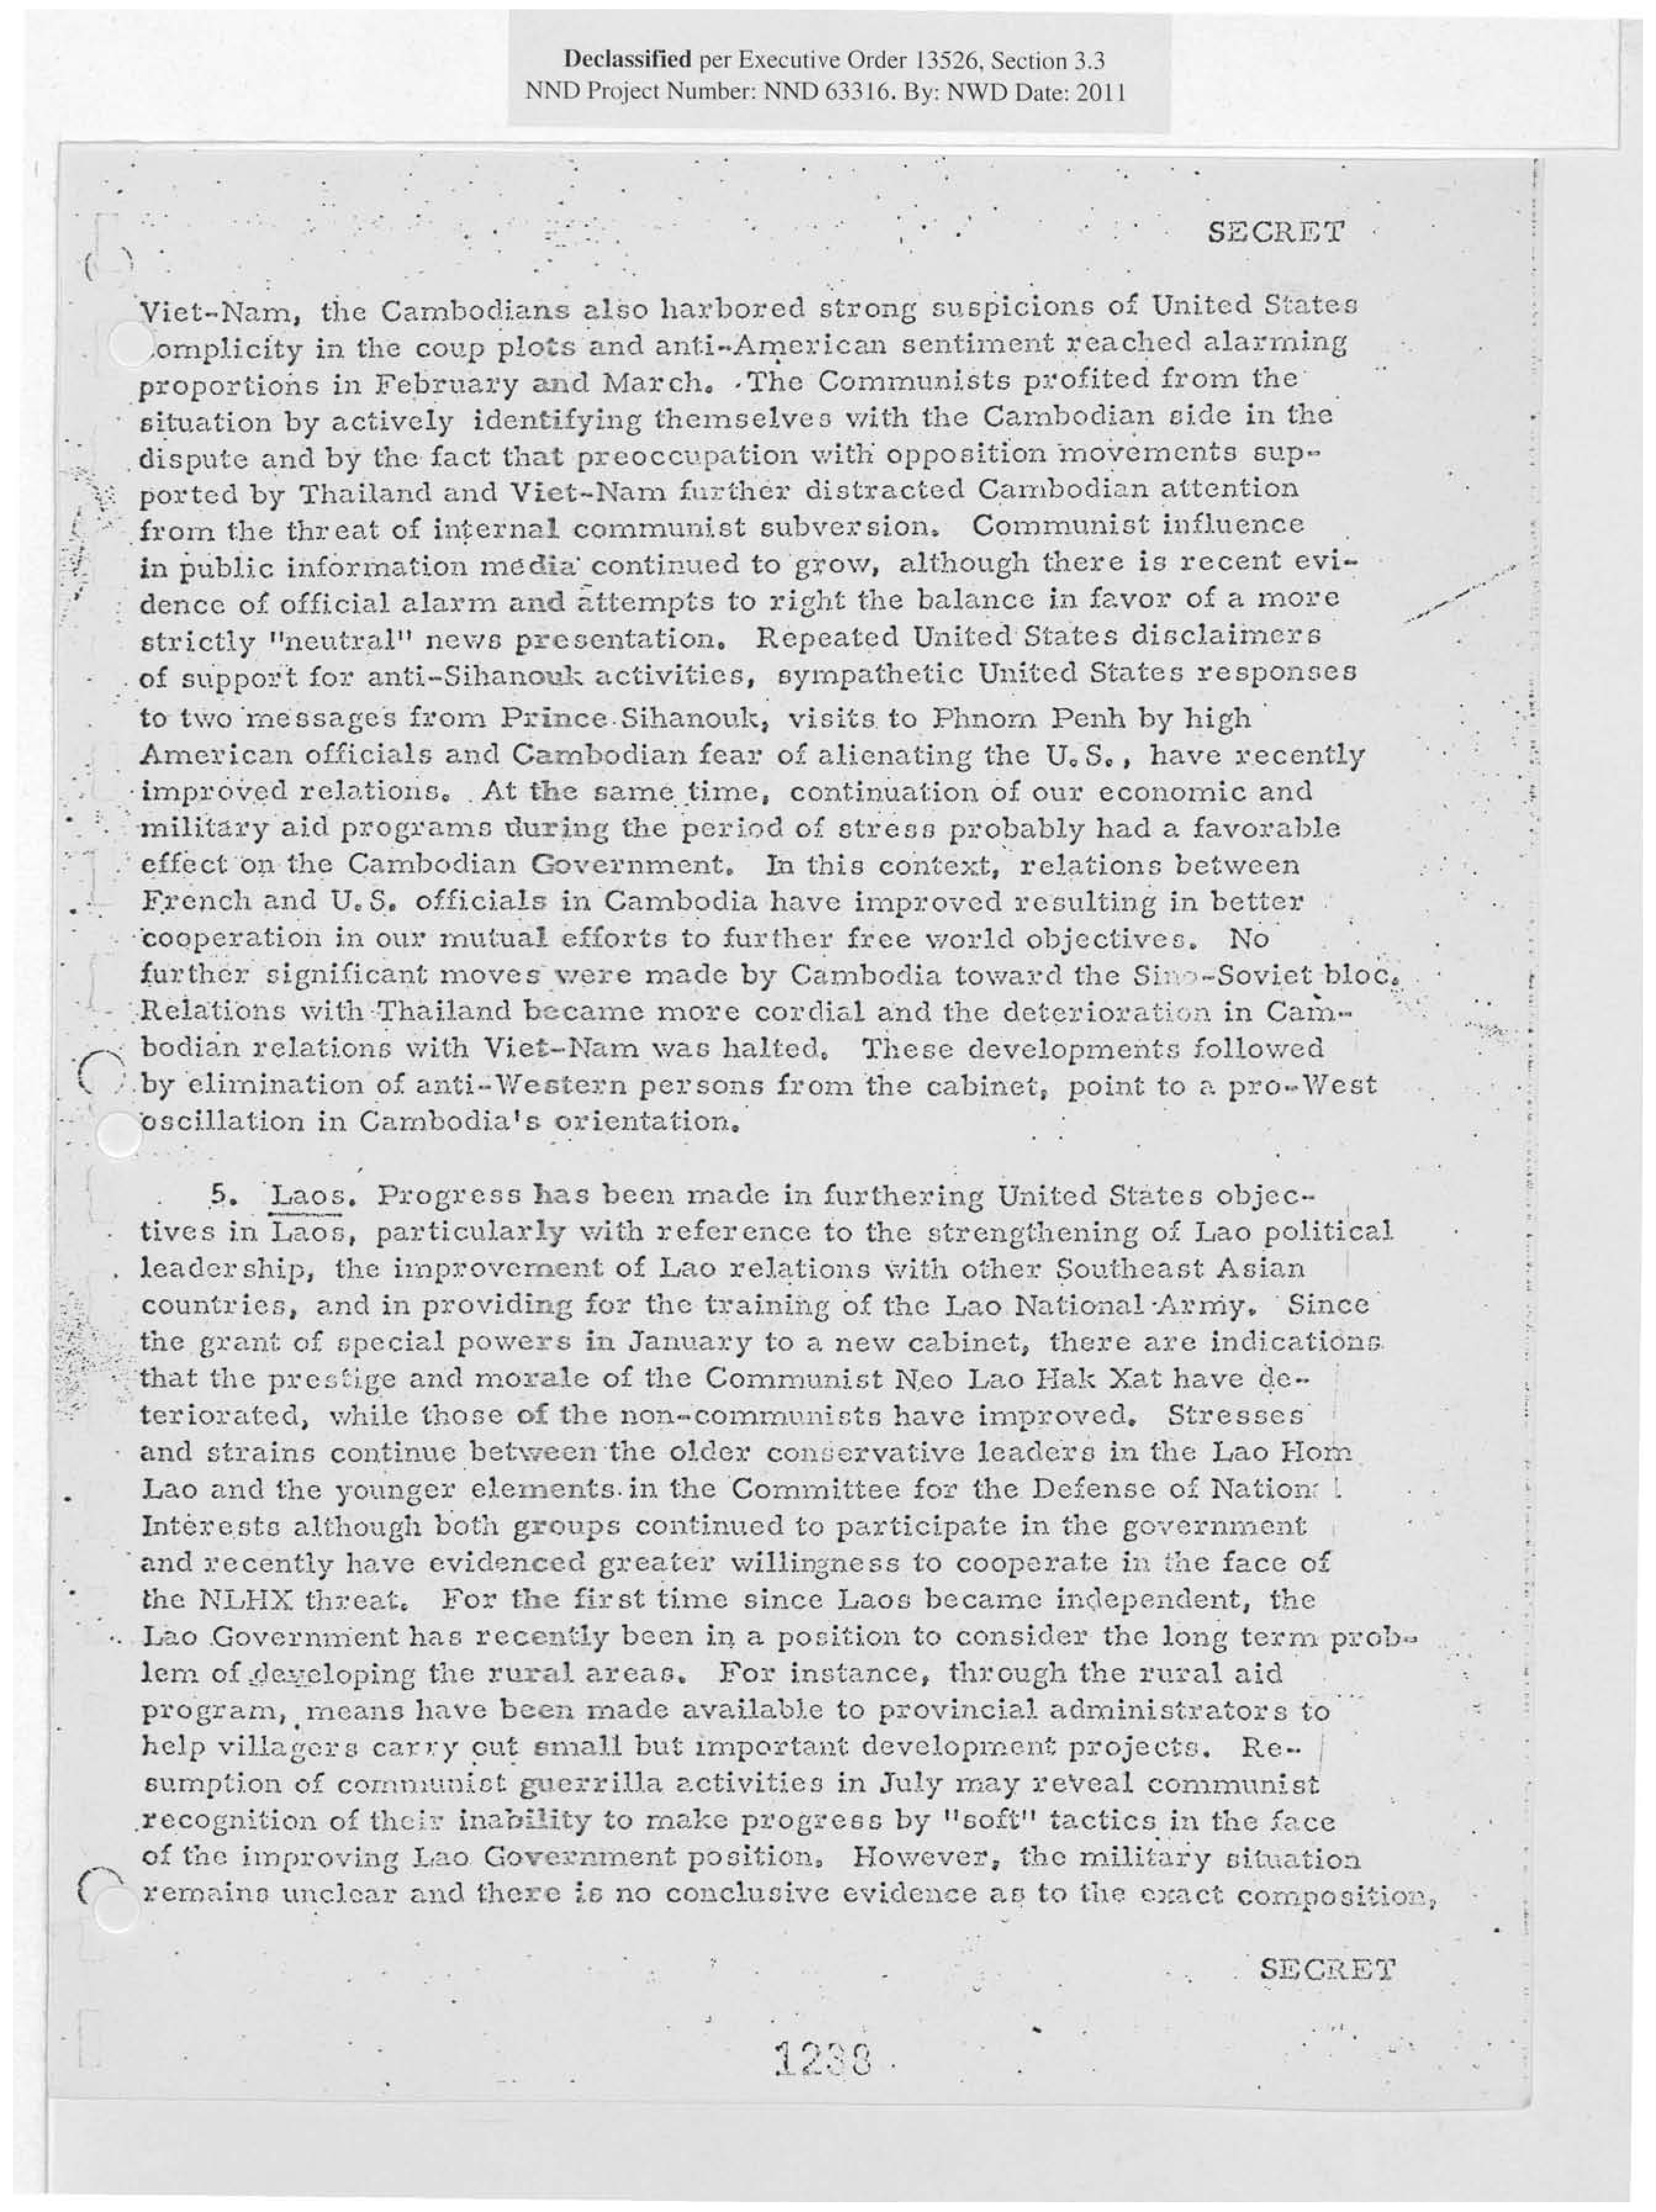 Declassified per Executive Order 13526, Section 3.3
NND Project Number: NND 63316. By: NWD Date: 2011
SECRET
Viet-Nam, the Cambodians also harbored strong suspicions of United States
omplicity in the coup plots and anti-American sentiment reached alarming
proportions in February and March. The Communists profited from the
situation by actively identifying themselves with the Cambodian side in the
dispute and by the fact that preoccupation with opposition movements sup-
ported by Thailand and Viet-Nam further distracted Cambodian attention
from the threat of internal communist subversion. Communist influence
in public information media continued to grow, although there is recent evi-
dence of official alarm and attempts to right the balance in favor of a more
strictly "neutral" news presentation. Repeated United States disclaimers
of support for anti-Sihanouk activities, sympathetic United States responses
to two messages from Prince Sihanouk, visits to Phnom Penh by high
American officials and Cambodian fear of alienating the U.S., have recently
improved relations. At the same time, continuation of our economic and
military aid programs during the period of stress probably had a favorable
effect on the Cambodian Government. In this context, relations between
French and U.S. officials in Cambodia have improved resulting in better
cooperation in our mutual efforts to further free world objectives. No
further significant moves were made by Cambodia toward the Sino-Soviet bloc.
Relations with Thailand became more cordial and the deterioration in Cam-
bodian relations with Viet-Nam was halted. These developments followed
by elimination of anti-Western persons from the cabinet, point to a pro-West
oscillation in Cambodia's orientation.
5. Laos. Progress has been made in furthering United States objec-
tives in Laos, particularly with reference to the strengthening of Lao political
leadership, the improvement of Lao relations with other Southeast Asian
countries, and in providing for the training of the Lao National Army. Since
the grant of special powers in January to a new cabinet, there are indications
that the prestige and morale of the Communist Neo Lao Hak Xat have de-
teriorated, while those of the non-communists have improved. Stresses
and strains continue between the older conservative leaders in the Lao Hom
Lao and the younger elements in the Committee for the Defense of National
Interests although both groups continued to participate in the government
and recently have evidenced greater willingness to cooperate in the face of
the NLHX threat. For the first time since Laos became independent, the
Lao Government has recently been in a position to consider the long term prob-
lem of developing the rural areas. For instance, through the rural aid
program, means have been made available to provincial administrators to
help villagers carry out small but important development projects. Re-
sumption of communist guerrilla activities in July may reveal communist
recognition of their inability to make progress by "soft" tactics in the face
of the improving Lao Government position. However, the military situation
remains unclear and there is no conclusive evidence as to the exact composition,
SECRET
1238